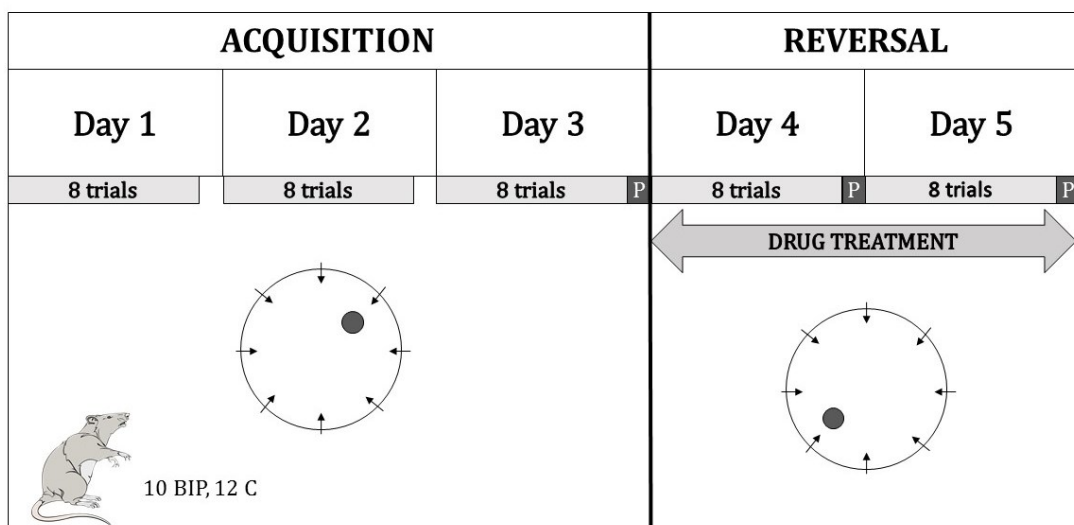 ACQUISITION REVERSAL
Day 1 Day 2 Day 3 Day 4 Day 5
8 trials 8 trials 8 trials P 8 trials P 8 trials P
DRUG TREATMENT
10 BIP, 12 C